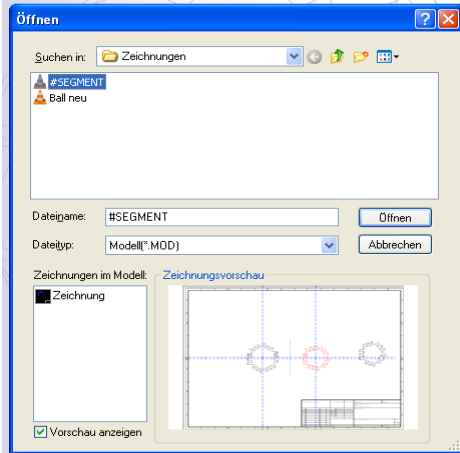 Öffnen
Suchen in: Zeichnungen
#SEGMENT
Ball neu
Dateiname: #SEGMENT Öffnen
Dateityp: Modell(*.MOD) Abbrechen
Zeichnungen im Modell: Zeichnungsvorschau
Zeichnung
Vorschau anzeigen